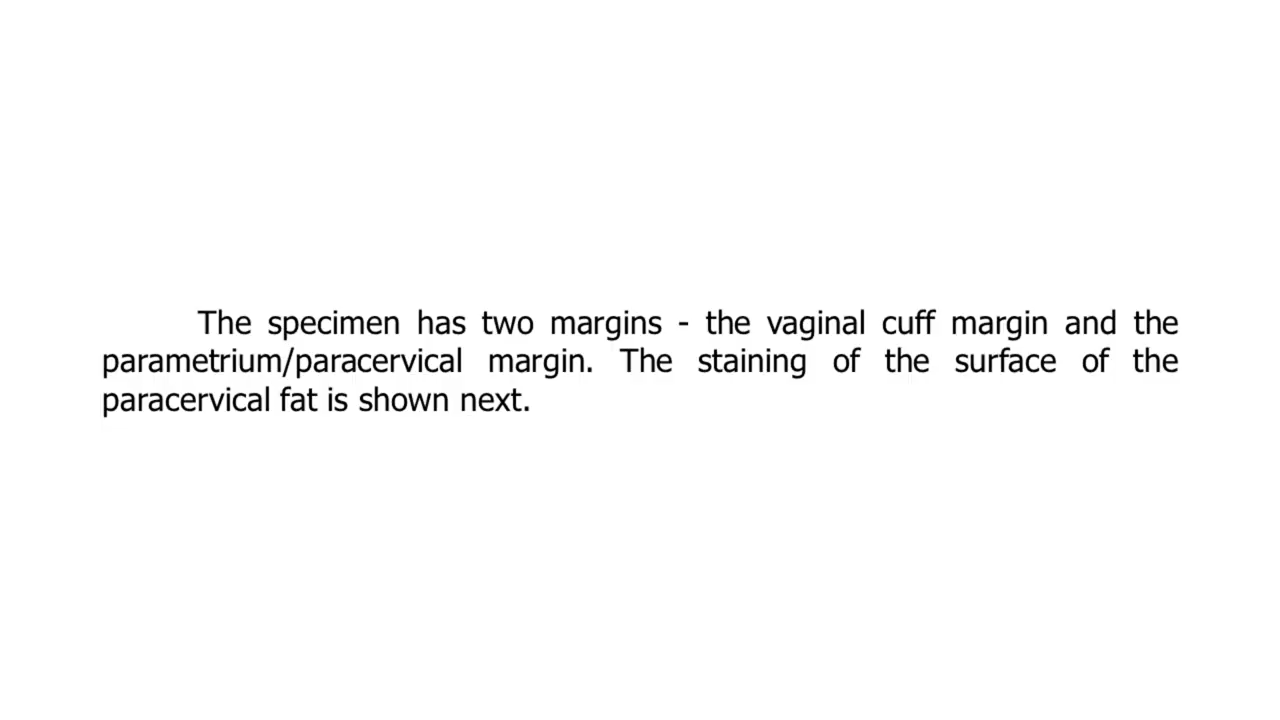 The specimen has two margins - the vaginal cuff margin and the
parametrium/paracervical margin. The staining of the surface of the
paracervical fat is shown next.